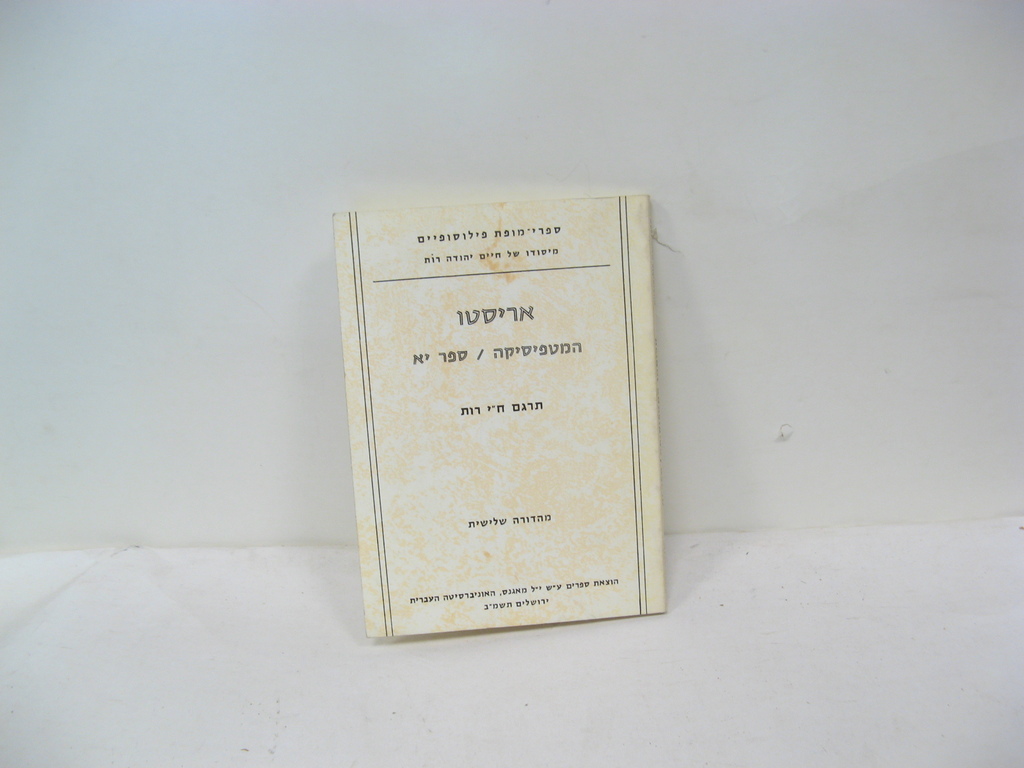 ספרי־מופת פילוסופיים
מיסודו של חיים יהודה רות
אריסטו
המטפיסיקה / ספר יא
תרגם ח״י רות
מהדורה שלישית
הוצאת ספרים ע״ש י״ל מאגנס, האוניברסיטה העברית
ירושלים תשמ״ב